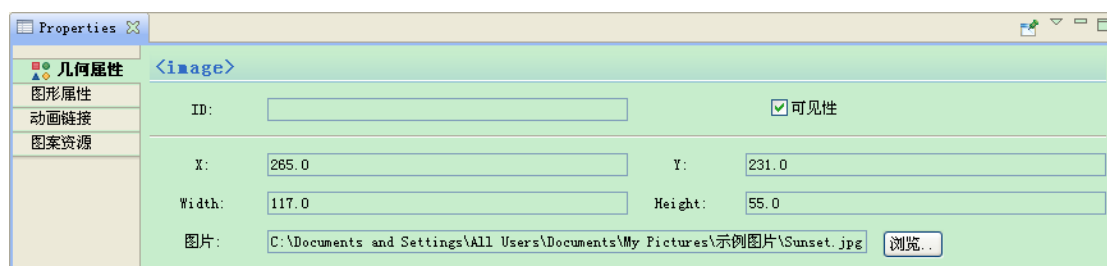 Properties
几何属性
图形属性
动画链接
图案资源
<image>
ID:
可见性
X: 265.0 Y: 231.0
Width: 117.0 Height: 55.0
图片: C:\Documents and Settings\All Users\Documents\My Pictures\示例图片\Sunset.jpg 浏览..